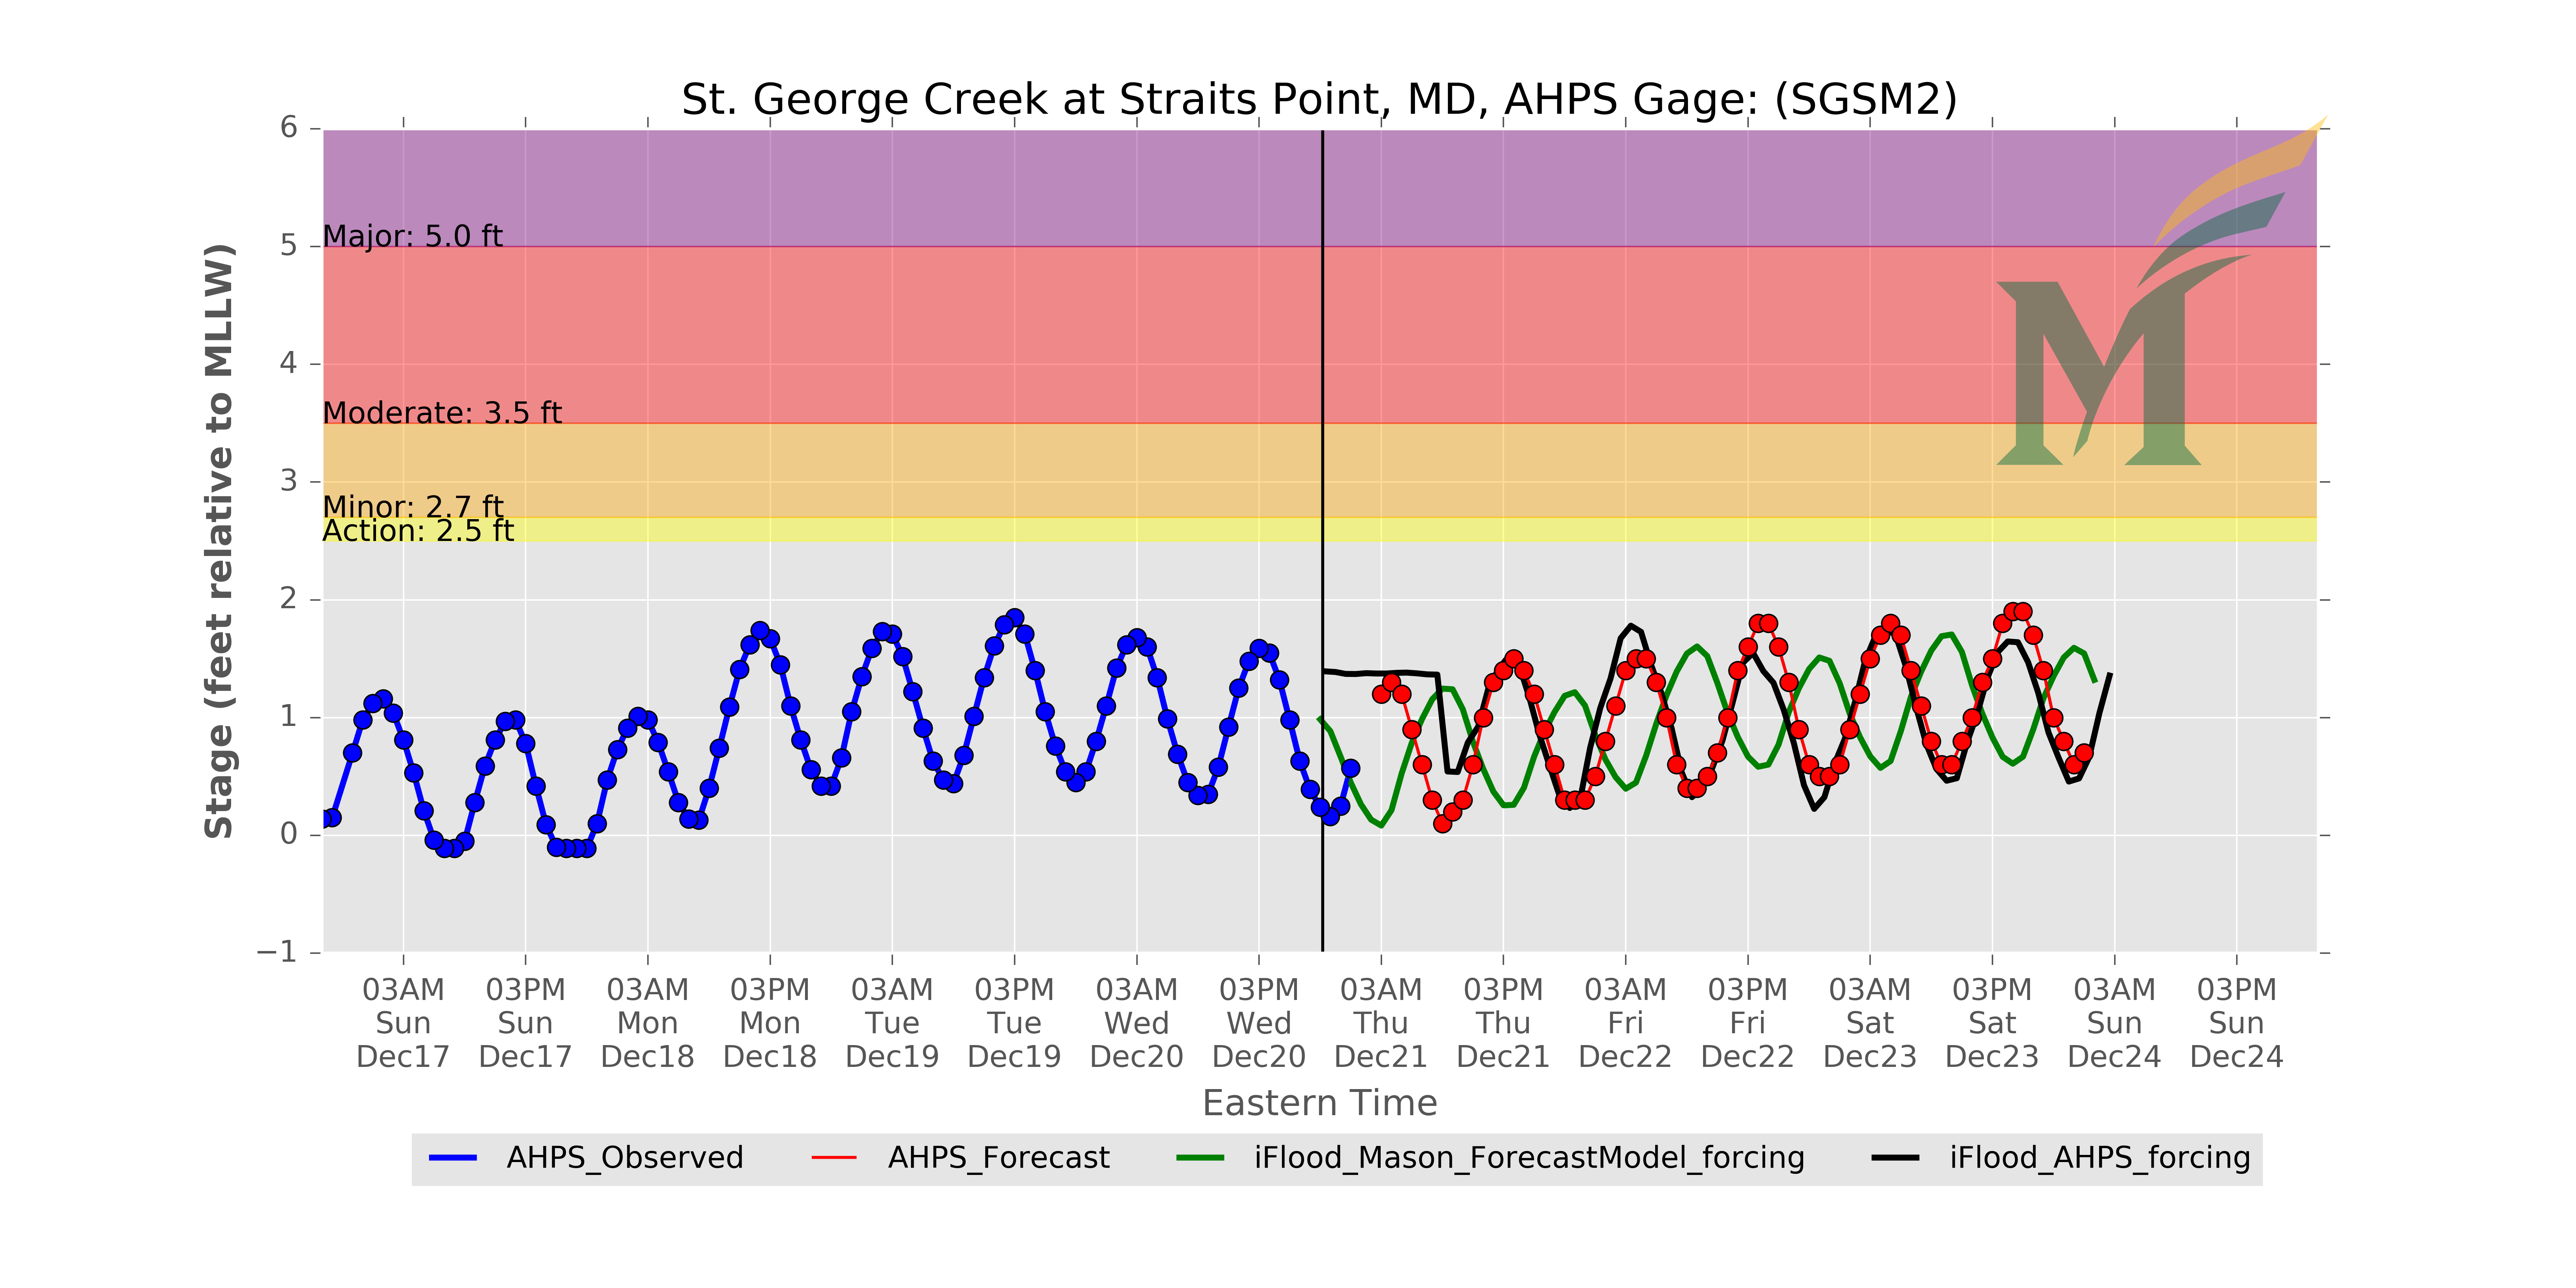 St. George Creek at Straits Point, MD, AHPS Gage: (SGSM2)
Stage (feet relative to MLLW)
6
5
4
3
2
1
0
−1
Major: 5.0 ft
Moderate: 3.5 ft
Minor: 2.7 ft
Action: 2.5 ft
M
03AM 03PM 03AM 03PM 03AM 03PM 03AM 03PM 03AM 03PM 03AM 03PM 03AM 03PM 03AM 03PM
Sun Sun Mon Mon Tue Tue Wed Wed Thu Thu Fri Fri Sat Sat Sun Sun
Dec17 Dec17 Dec18 Dec18 Dec19 Dec19 Dec20 Dec20 Dec21 Dec21 Dec22 Dec22 Dec23 Dec23 Dec24 Dec24
Eastern Time
AHPS_Observed AHPS_Forecast iFlood_Mason_ForecastModel_forcing iFlood_AHPS_forcing